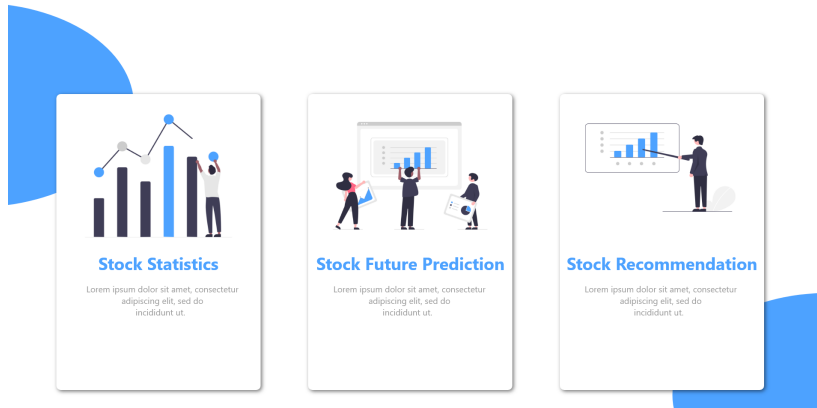 Stock Statistics
Lorem ipsum dolor sit amet, consectetur
adipiscing elit, sed do
incididunt ut.
Stock Future Prediction
Lorem ipsum dolor sit amet, consectetur
adipiscing elit, sed do
incididunt ut.
Stock Recommendation
Lorem ipsum dolor sit amet, consectetur
adipiscing elit, sed do
incididunt ut.